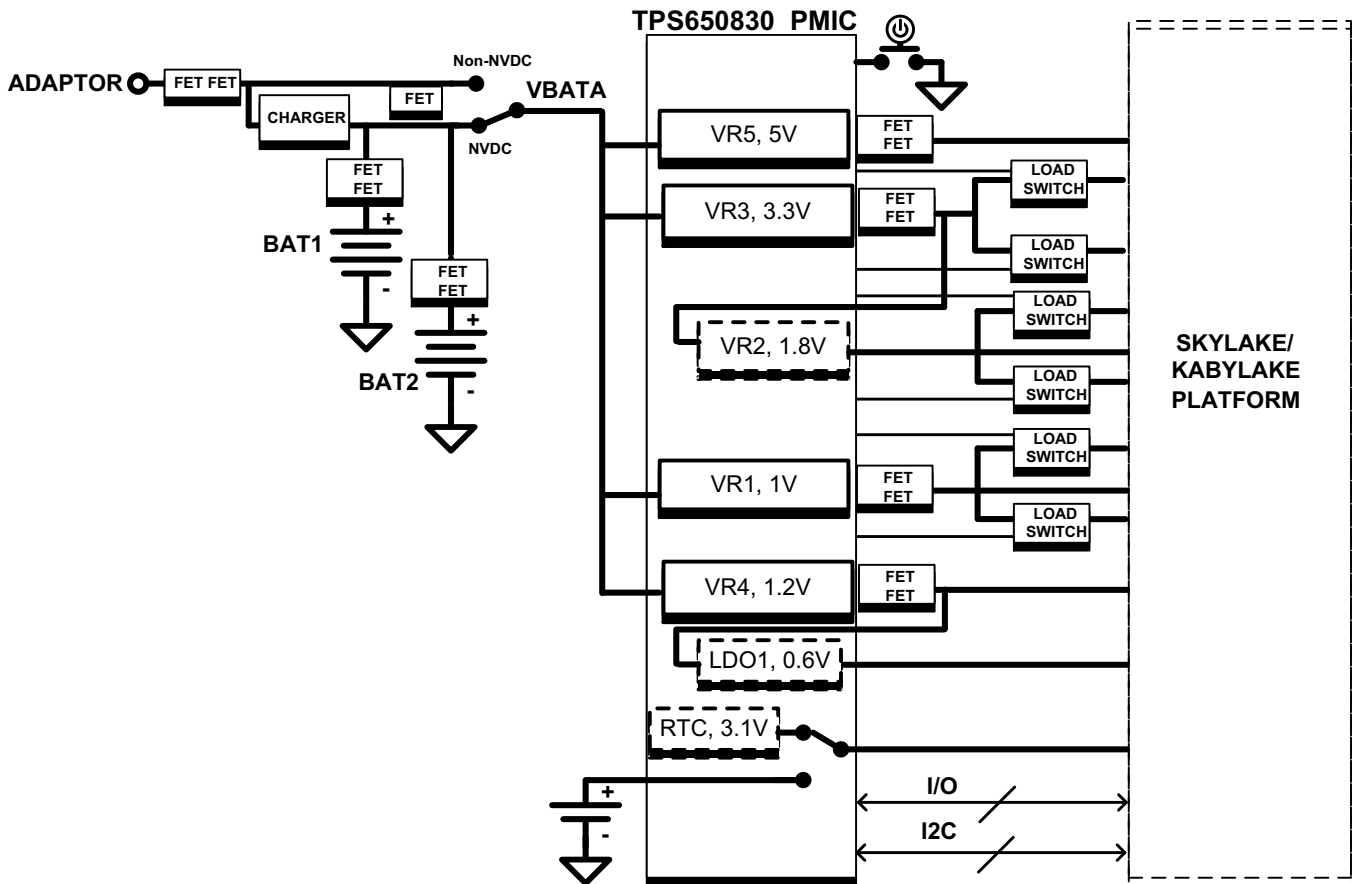 TPS650830 PMIC
Non-NVDC
ADAPTOR
FET FET
FET
VBATA
CHARGER
NVDC
VR5, 5V
FET
FET
LOAD
SWITCH
FET
FET
VR3, 3.3V
FET
FET
+
BAT1
-
LOAD
SWITCH
FET
FET
LOAD
SWITCH
+
BAT2
-
VR2, 1.8V
SKYLAKE/
KABYLAKE
PLATFORM
LOAD
SWITCH
LOAD
SWITCH
VR1, 1V
FET
FET
LOAD
SWITCH
VR4, 1.2V
FET
FET
LDO1, 0.6V
RTC, 3.1V
+
-
I/O
I2C